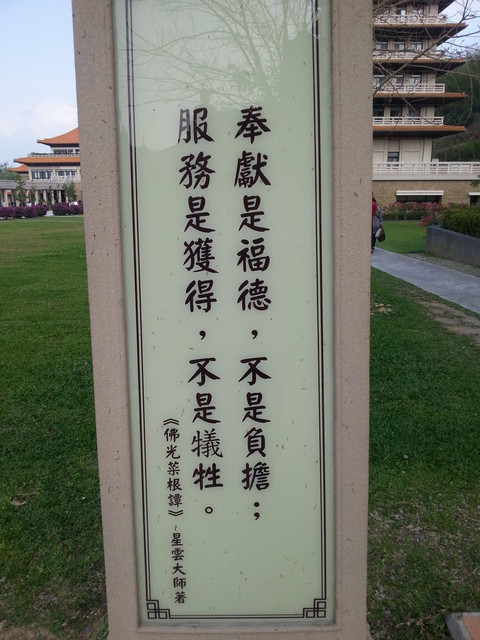 奉獻是福德，不是負擔；
服務是獲得，不是犧牲。
《佛光菜根譚》~星雲大師著